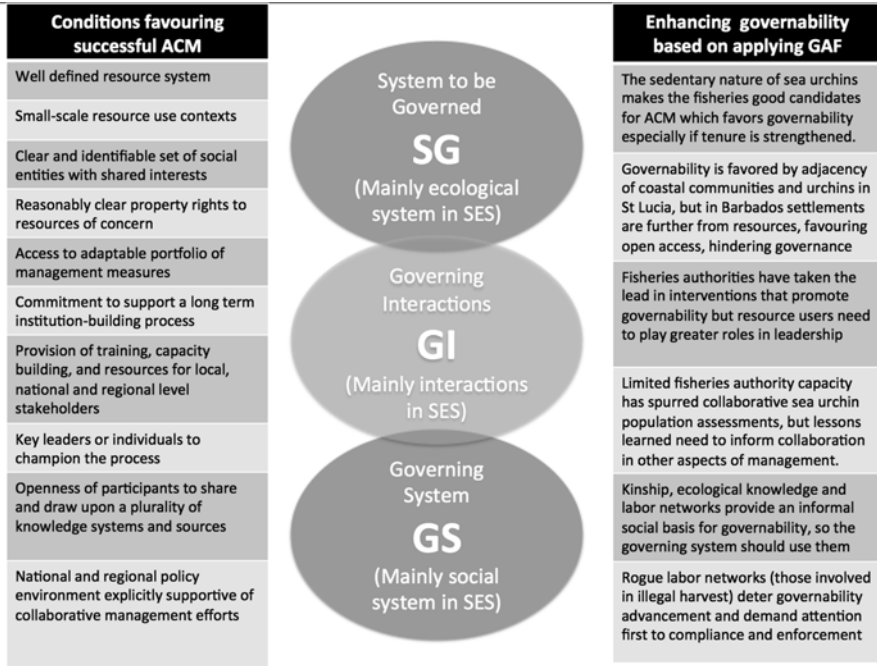 Conditions favouring
successful ACM
Well defined resource system
Small-scale resource use contexts
Clear and identifiable set of social
entities with shared interests
Reasonably clear property rights to
resources of concern
Access to adaptable portfolio of
management measures
Commitment to support a long term
institution-building process
Provision of training, capacity
building, and resources for local,
national and regional level
stakeholders
Key leaders or individuals to
champion the process
Openness of participants to share
and draw upon a plurality of
knowledge systems and sources
National and regional policy
environment explicitly supportive of
collaborative management efforts
System to be
Governed
SG
(Mainly ecological
system in SES)
Governing
Interactions
GI
(Mainly interactions
in SES)
Governing
System
GS
(Mainly social
system in SES)
Enhancing governability
based on applying GAF
The sedentary nature of sea urchins
makes the fisheries good candidates
for ACM which favors governability
especially if tenure is strengthened.
Governability is favored by adjacency
of coastal communities and urchins in
St Lucia, but in Barbados settlements
are further from resources, favouring
open access, hindering governance
Fisheries authorities have taken the
lead in interventions that promote
governability but resource users need
to play greater roles in leadership
Limited fisheries authority capacity
has spurred collaborative sea urchin
population assessments, but lessons
learned need to inform collaboration
in other aspects of management.
Kinship, ecological knowledge and
labor networks provide an informal
social basis for governability, so the
governing system should use them
Rogue labor networks (those involved
in illegal harvest) deter governability
advancement and demand attention
first to compliance and enforcement